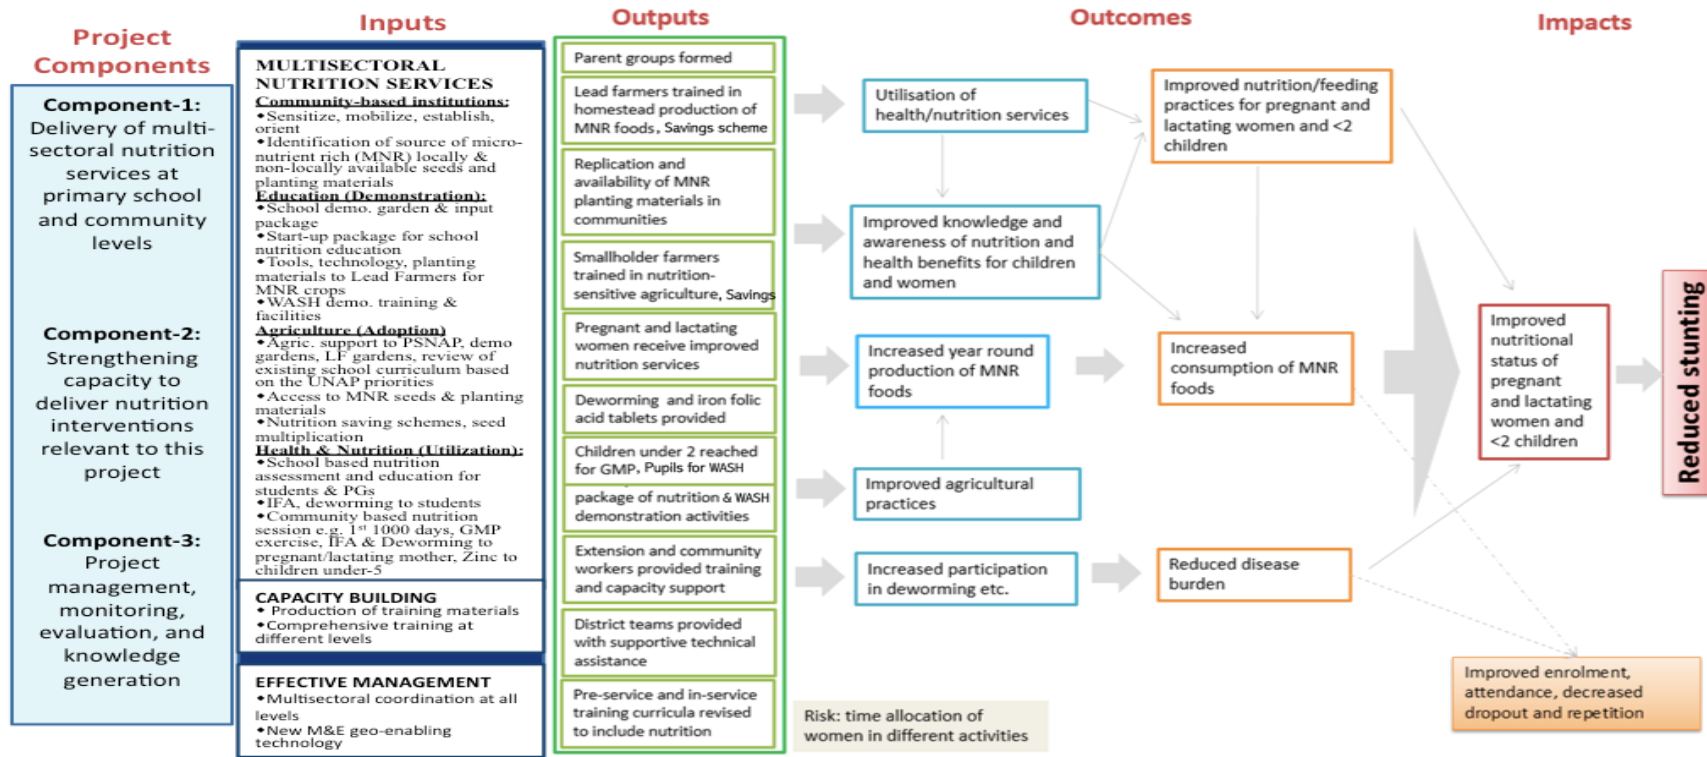 Project
Components
Inputs
Outputs
Outcomes
Impacts
Component-1:
Delivery of multi-
sectoral nutrition
services at
primary school
and community
levels
Component-2:
Strengthening
capacity to
deliver nutrition
interventions
relevant to this
project
Component-3:
Project
management,
monitoring,
evaluation, and
knowledge
generation
MULTISECTORAL
NUTRITION SERVICES
Community-based institutions:
◆Sensitize, mobilize, establish,
orient
◆Identification of source of micro-
nutrient rich (MNR) locally &
non-locally available seeds and
planting materials
Education (Demonstration):
◆School demo. garden & input
package
◆Start-up package for school
nutrition education
◆Tools, technology, planting
materials to Lead Farmers for
MNR crops
◆WASH demo. training &
facilities
Agriculture (Adoption)
◆Agric. support to PSNAP, demo
gardens, LF gardens, review of
existing school curriculum based
on the UNAP priorities
◆Access to MNR seeds & planting
materials
◆Nutrition saving schemes, seed
multiplication
Health & Nutrition (Utilization):
◆School based nutrition
assessment and education for
students & PGs
◆IFA, deworming to students
◆Community based nutrition
session e.g. 1st 1000 days, GMP
exercise, IFA & Deworming to
pregnant/lactating mother, Zinc to
children under-5
CAPACITY BUILDING
◆ Production of training materials
◆Comprehensive training at
different levels
EFFECTIVE MANAGEMENT
◆Multisectoral coordination at all
levels
◆New M&E geo-enabling
technology
Parent groups formed
Lead farmers trained in
homestead production of
MNR foods, Savings scheme
Replication and
availability of MNR
planting materials in
communities
Smallholder farmers
trained in nutrition-
sensitive agriculture, Savings
Pregnant and lactating
women receive improved
nutrition services
Deworming and iron folic
acid tablets provided
Children under 2 reached
for GMP, Pupils for WASH
package of nutrition & WASH
demonstration activities
Extension and community
workers provided training
and capacity support
District teams provided
with supportive technical
assistance
Pre-service and in-service
training curricula revised
to include nutrition
Utilisation of
health/nutrition services
Improved knowledge and
awareness of nutrition and
health benefits for children
and women
Increased year round
production of MNR
foods
Improved agricultural
practices
Increased participation
in deworming etc.
Risk: time allocation of
women in different activities
Improved nutrition/feeding
practices for pregnant and
lactating women and <2
children
Increased
consumption of MNR
foods
Reduced disease
burden
Improved
nutritional
status of
pregnant
and lactating
women and
<2 children
Reduced stunting
Improved enrolment,
attendance, decreased
dropout and repetition